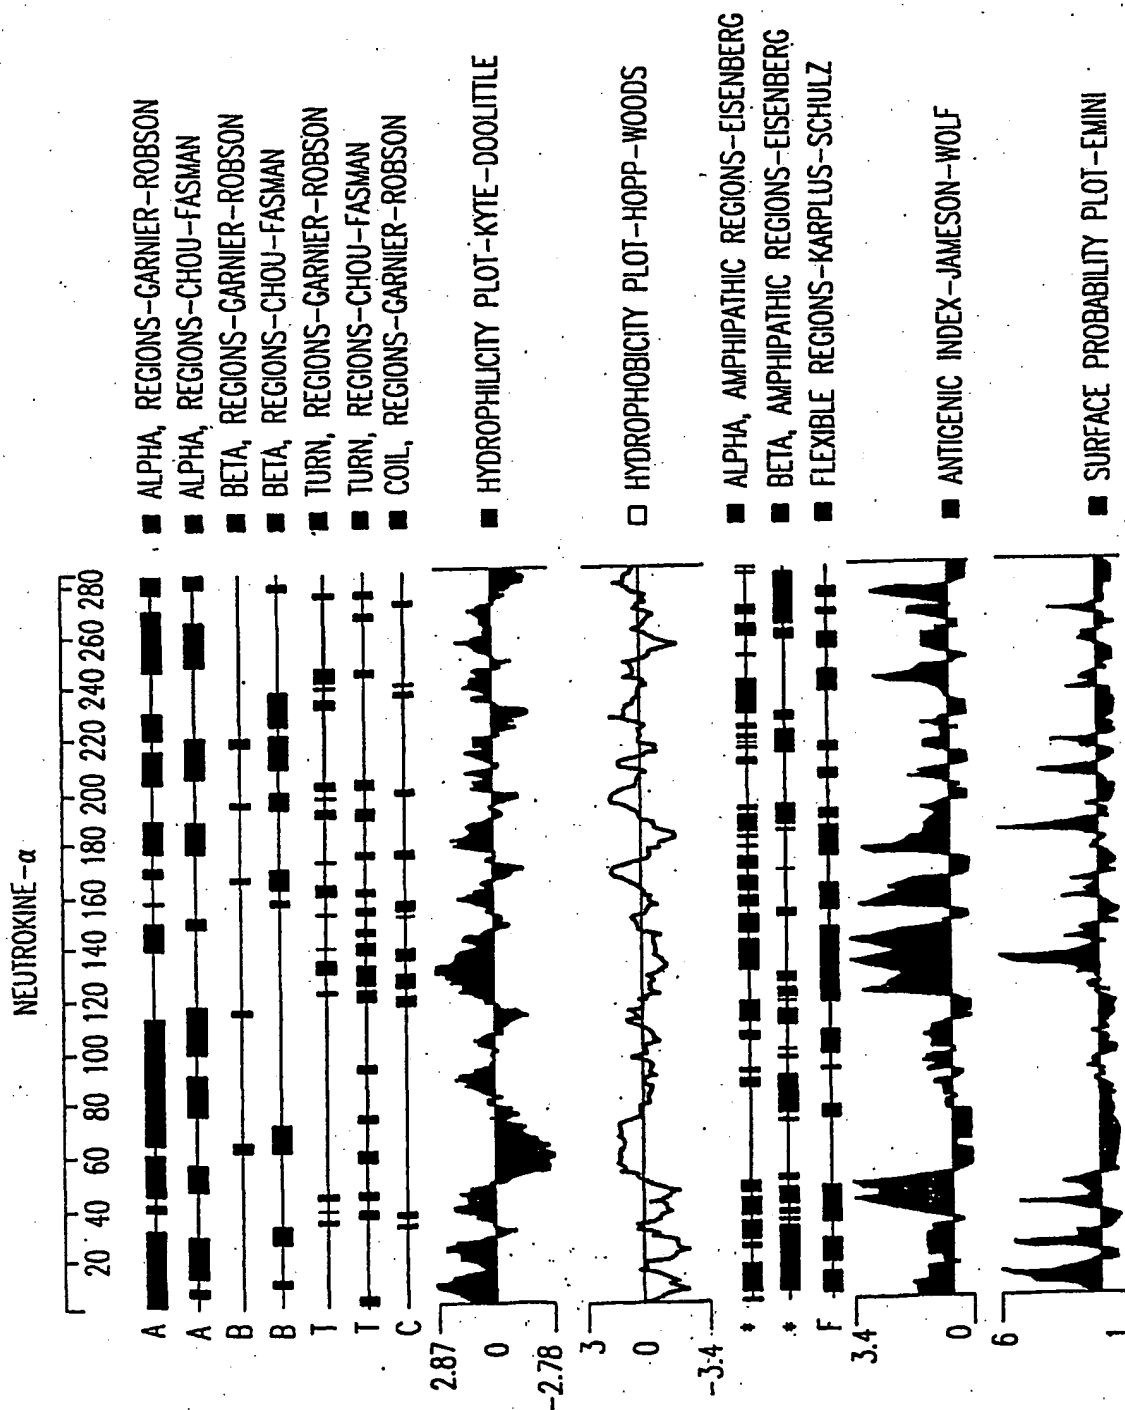 NEUTROKINE-α
20 40 60 80 100 120 140 160 180 200 220 240 260 280
A ALPHA, REGIONS-GARNIER-ROBSON
A ALPHA, REGIONS-CHOU-FASMAN
B BETA, REGIONS-GARNIER-ROBSON
B BETA, REGIONS-CHOU-FASMAN
T TURN, REGIONS-GARNIER-ROBSON
T TURN, REGIONS-CHOU-FASMAN
C COIL, REGIONS-GARNIER-ROBSON
2.87
0
-2.78
HYDROPHILICITY PLOT-KYTE-DOOLITTLE
3
0
-3.4
HYDROPHOBICITY PLOT-HOPP-WOODS
* ALPHA, AMPHIPATHIC REGIONS-EISENBERG
* BETA, AMPHIPATHIC REGIONS-EISENBERG
F FLEXIBLE REGIONS-KARPLUS-SCHULZ
3.4
0
ANTIGENIC INDEX-JAMESON-WOLF
6
1
SURFACE PROBABILITY PLOT-EMINI